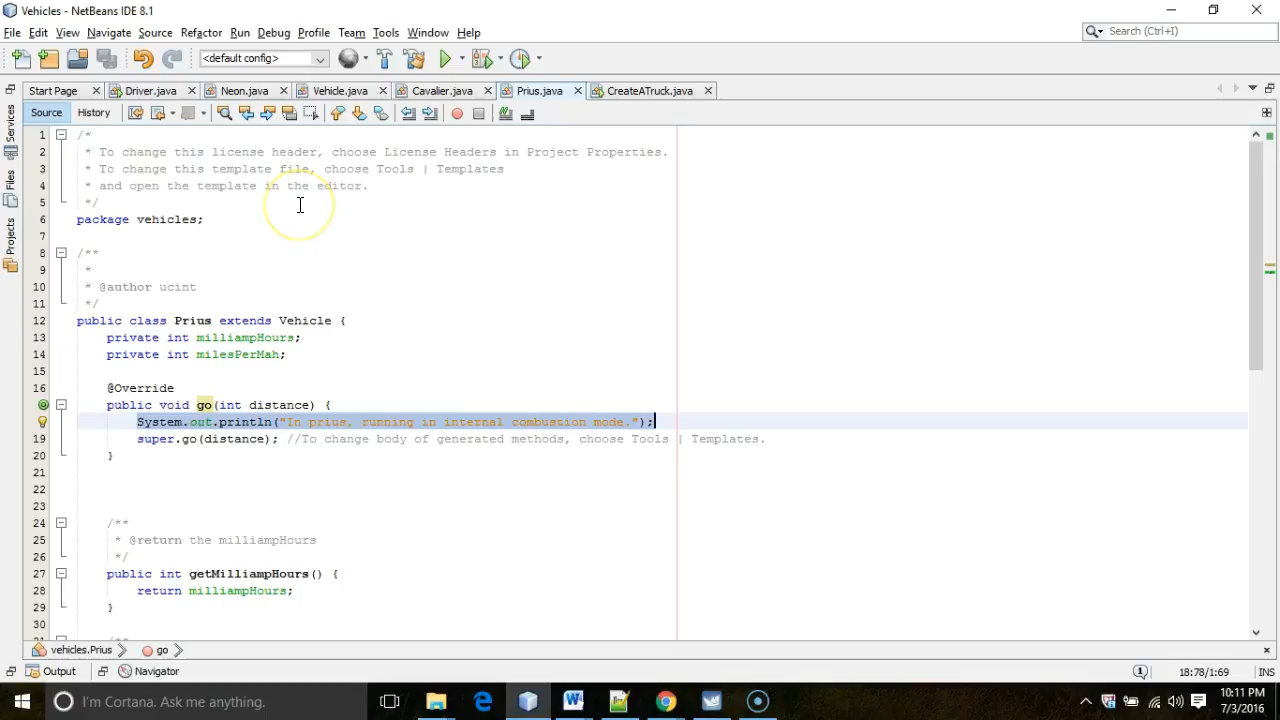 Vehicles - NetBeans IDE 8.1
File Edit View Navigate Source Refactor Run Debug Profile Team Tools Window Help
Search (Ctrl+I)
<default config>
Start Page Driver.java Neon.java Vehicle.java Cavalier.java Prius.java CreateATruck.java
Source History
Services
Files
Projects
1 /*
2 * To change this license header, choose License Headers in Project Properties.
3 * To change this template file, choose Tools | Templates
4 * and open the template in the editor.
5 */
6 package vehicles;
7
8 /**
9 *
10 * @author ucint
11 */
12 public class Prius extends Vehicle {
13 private int milliampHours;
14 private int milesPerMah;
15
16 @Override
public void go(int distance) {
System.out.println("In prius, running in internal combustion mode.");
19 super.go(distance); //To change body of generated methods, choose Tools | Templates.
20 }
21
22
23
24 /**
25 * @return the milliampHours
26 */
27 public int getMilliampHours() {
28 return milliampHours;
29 }
30
31 /**
vehicles.Prius go
Output Navigator 1 18:78/1:69 INS
I'm Cortana. Ask me anything.
10:11 PM
7/3/2016